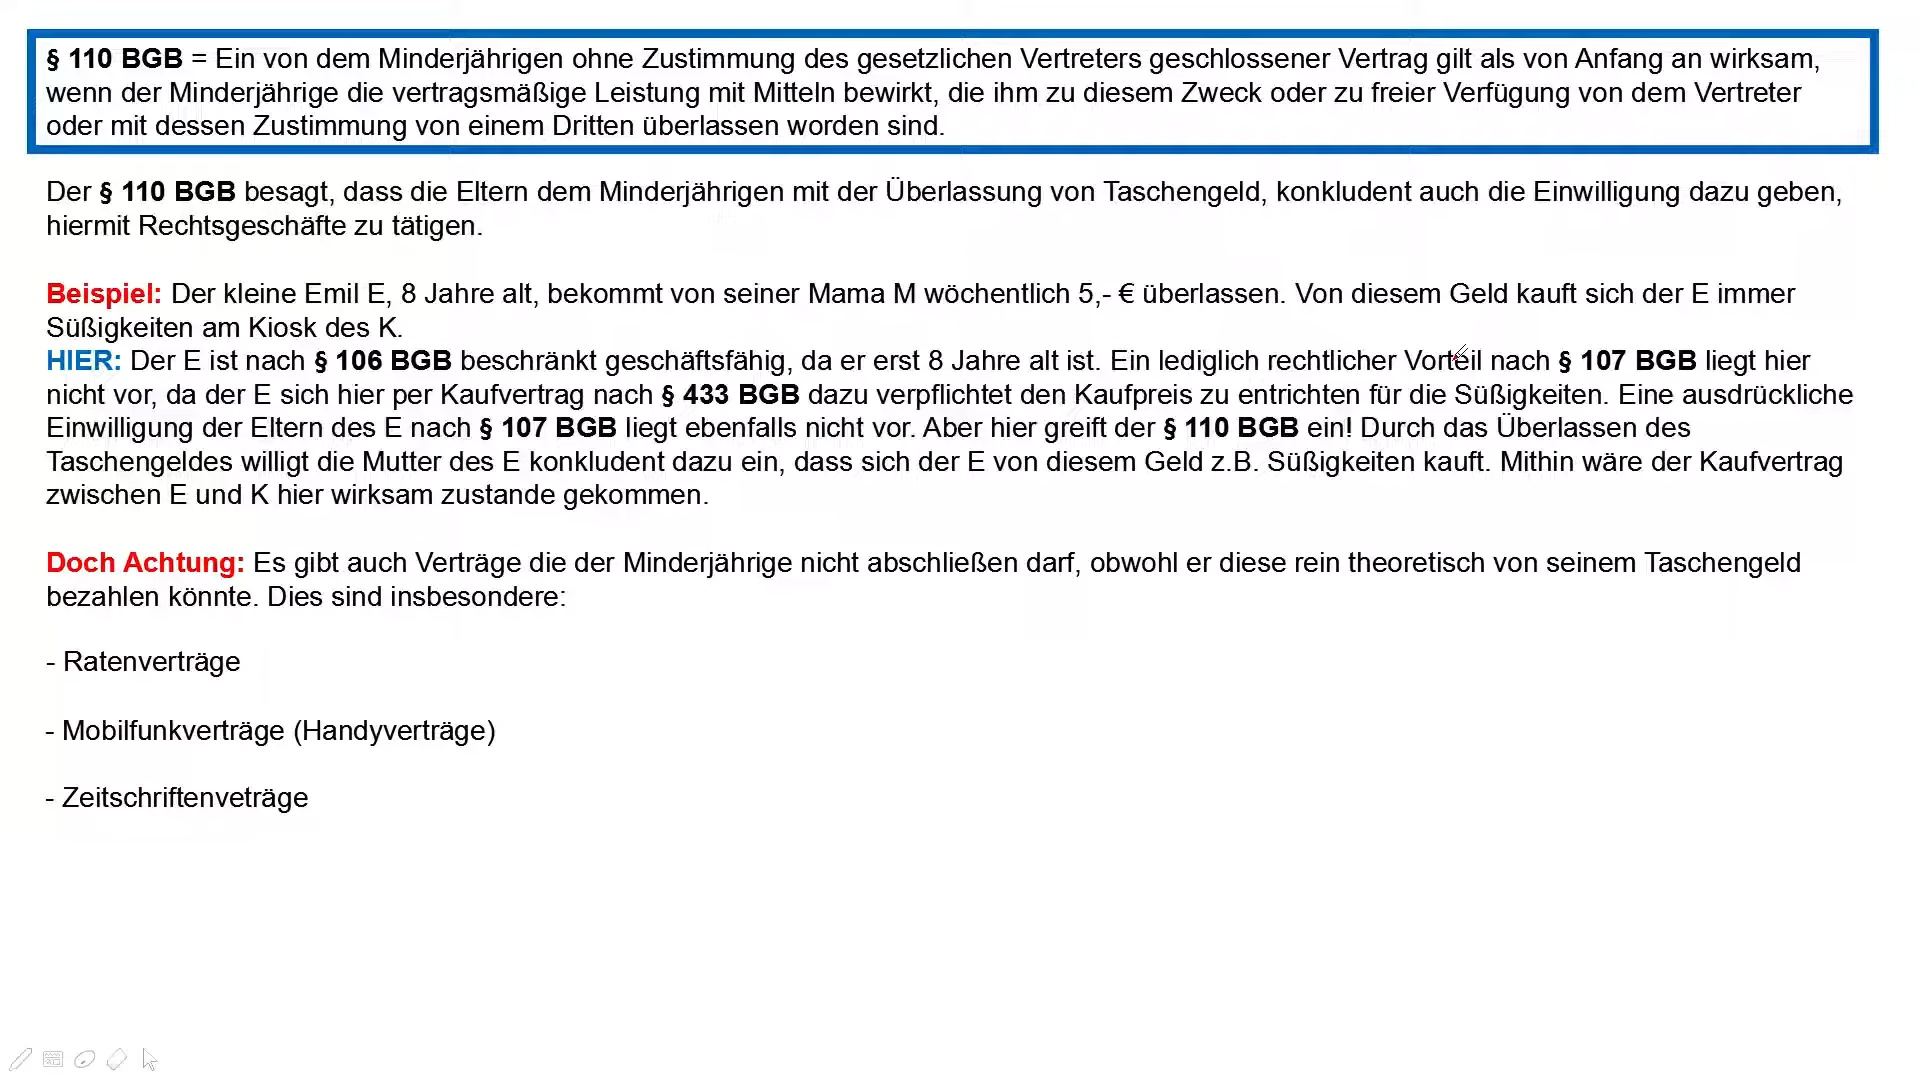 § 110 BGB = Ein von dem Minderjährigen ohne Zustimmung des gesetzlichen Vertreters geschlossener Vertrag gilt als von Anfang an wirksam,
wenn der Minderjährige die vertragsmäßige Leistung mit Mitteln bewirkt, die ihm zu diesem Zweck oder zu freier Verfügung von dem Vertreter
oder mit dessen Zustimmung von einem Dritten überlassen worden sind.
Der § 110 BGB besagt, dass die Eltern dem Minderjährigen mit der Überlassung von Taschengeld, konkludent auch die Einwilligung dazu geben,
hiermit Rechtsgeschäfte zu tätigen.
Beispiel: Der kleine Emil E, 8 Jahre alt, bekommt von seiner Mama M wöchentlich 5,- € überlassen. Von diesem Geld kauft sich der E immer
Süßigkeiten am Kiosk des K.
HIER: Der E ist nach § 106 BGB beschränkt geschäftsfähig, da er erst 8 Jahre alt ist. Ein lediglich rechtlicher Vorteil nach § 107 BGB liegt hier
nicht vor, da der E sich hier per Kaufvertrag nach § 433 BGB dazu verpflichtet den Kaufpreis zu entrichten für die Süßigkeiten. Eine ausdrückliche
Einwilligung der Eltern des E nach § 107 BGB liegt ebenfalls nicht vor. Aber hier greift der § 110 BGB ein! Durch das Überlassen des
Taschengeldes willigt die Mutter des E konkludent dazu ein, dass sich der E von diesem Geld z.B. Süßigkeiten kauft. Mithin wäre der Kaufvertrag
zwischen E und K hier wirksam zustande gekommen.
Doch Achtung: Es gibt auch Verträge die der Minderjährige nicht abschließen darf, obwohl er diese rein theoretisch von seinem Taschengeld
bezahlen könnte. Dies sind insbesondere:
- Ratenverträge
- Mobilfunkverträge (Handyverträge)
- Zeitschriftenveträge